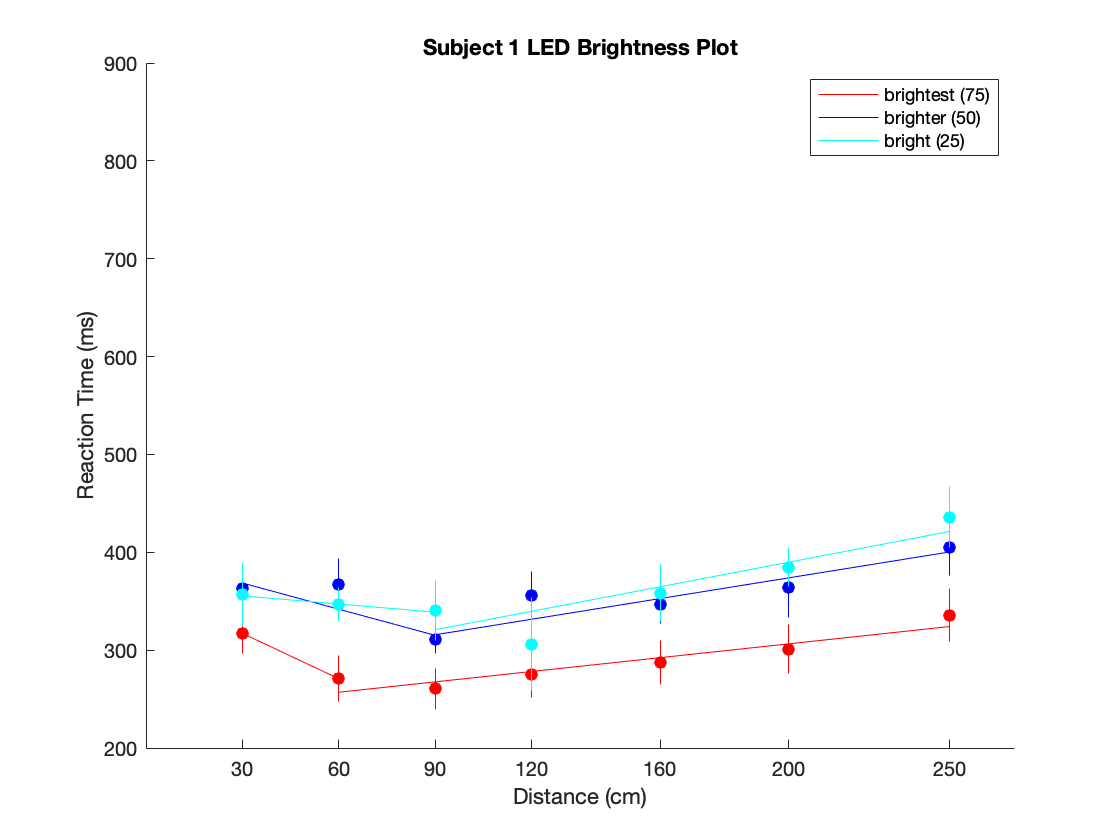 Subject 1 LED Brightness Plot
900
800
700
600
500
400
300
200
Reaction Time (ms)
brightest (75)
brighter (50)
bright (25)
30 60 90 120 160 200 250
Distance (cm)